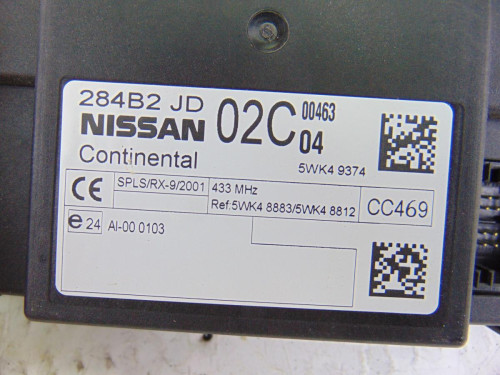 284B2 JD 02C 00463
NISSAN 04
Continental 5WK4 9374
CE SPLS/RX-9/2001 433 MHz
Ref:5WK4 8883/5WK4 8812 CC469
e 24 AI-00 0103